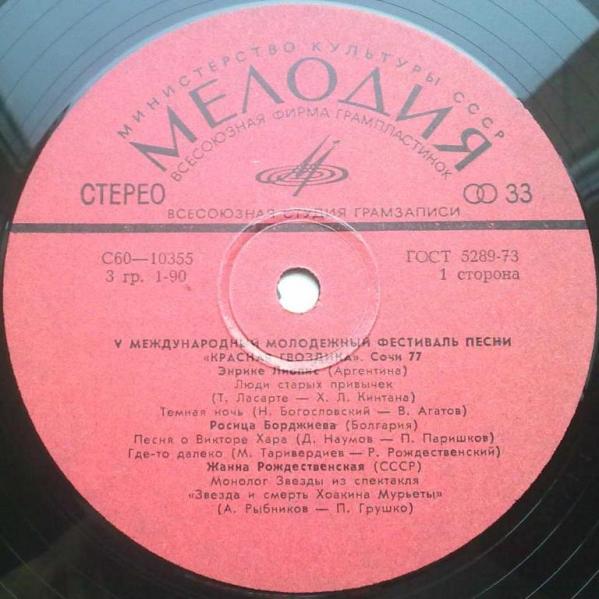 МИНИСТЕРСТВО КУЛЬТУРЫ СССР
МЕЛОДИЯ
ВСЕСОЮЗНАЯ ФИРМА ГРАМПЛАСТИНОК
СТЕРЕО 33
ВСЕСОЮЗНАЯ СТУДИЯ ГРАМЗАПИСИ
С60—10355 ГОСТ 5289-73
3 гр. 1-90 1 сторона
V МЕЖДУНАРОДНЫЙ МОЛОДЕЖНЫЙ ФЕСТИВАЛЬ ПЕСНИ
«КРАСНАЯ ГВОЗДИКА». Сочи 77
Энрике Лиопис (Аргентина)
Люди старых привычек
(Т. Ласарте — Х. Л. Кинтана)
Темная ночь (Н. Богословский — В. Агатов)
Росица Борджиева (Болгария)
Песня о Викторе Хара (Д. Наумов — П. Паришков)
Где-то далеко (М. Таривердиев — Р. Рождественский)
Жанна Рождественская (СССР)
Монолог Звезды из спектакля
«Звезда и смерть Хоакина Мурьеты»
(А. Рыбников — П. Грушко)